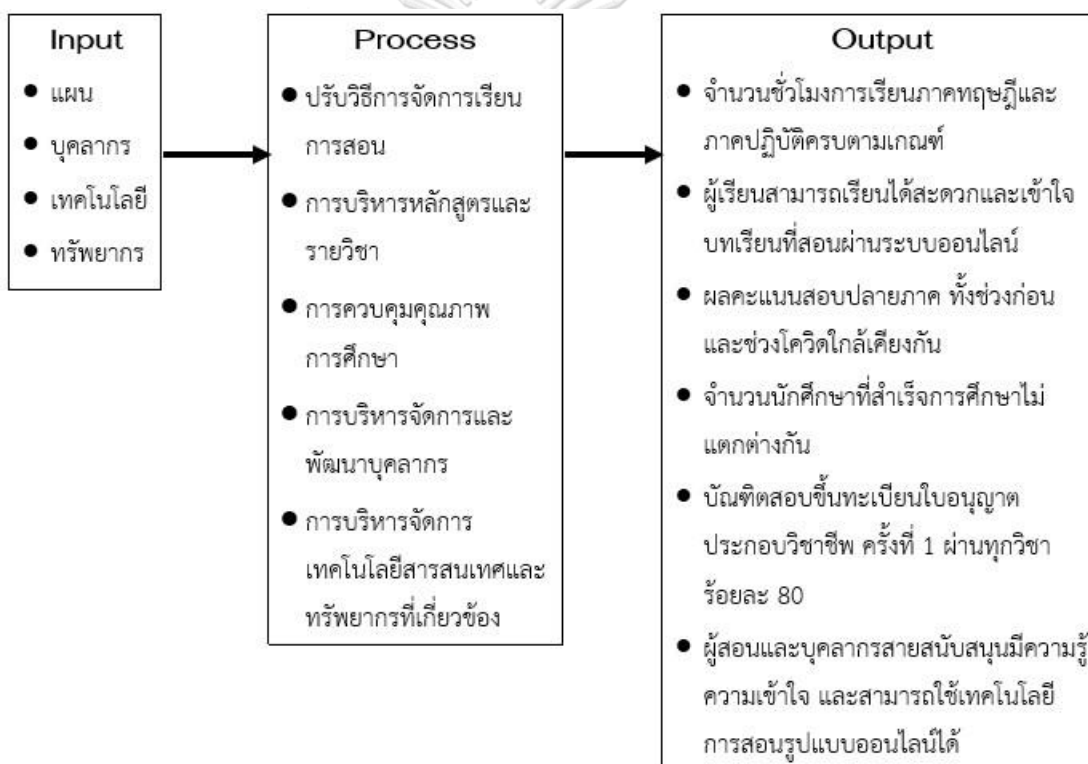 Input
● แผน
● บุคลากร
● เทคโนโลยี
● ทรัพยากร
Process
● ปรับวิธีการจัดการเรียน
การสอน
● การบริหารหลักสูตรและ
รายวิชา
● การควบคุมคุณภาพ
การศึกษา
● การบริหารจัดการและ
พัฒนาบุคลากร
● การบริหารจัดการ
เทคโนโลยีสารสนเทศและ
ทรัพยากรที่เกี่ยวข้อง
Output
● จำนวนชั่วโมงการเรียนภาคทฤษฎีและ
ภาคปฏิบัติครบตามเกณฑ์
● ผู้เรียนสามารถเรียนได้สะดวกและเข้าใจ
บทเรียนที่สอนผ่านระบบออนไลน์
● ผลคะแนนสอบปลายภาค ทั้งช่วงก่อน
และช่วงโควิดใกล้เคียงกัน
● จำนวนนักศึกษาที่สำเร็จการศึกษาไม่
แตกต่างกัน
● บัณฑิตสอบขึ้นทะเบียนใบอนุญาต
ประกอบวิชาชีพ ครั้งที่ 1 ผ่านทุกวิชา
ร้อยละ 80
● ผู้สอนและบุคลากรสายสนับสนุนมีความรู้
ความเข้าใจ และสามารถใช้เทคโนโลยี
การสอนรูปแบบออนไลน์ได้